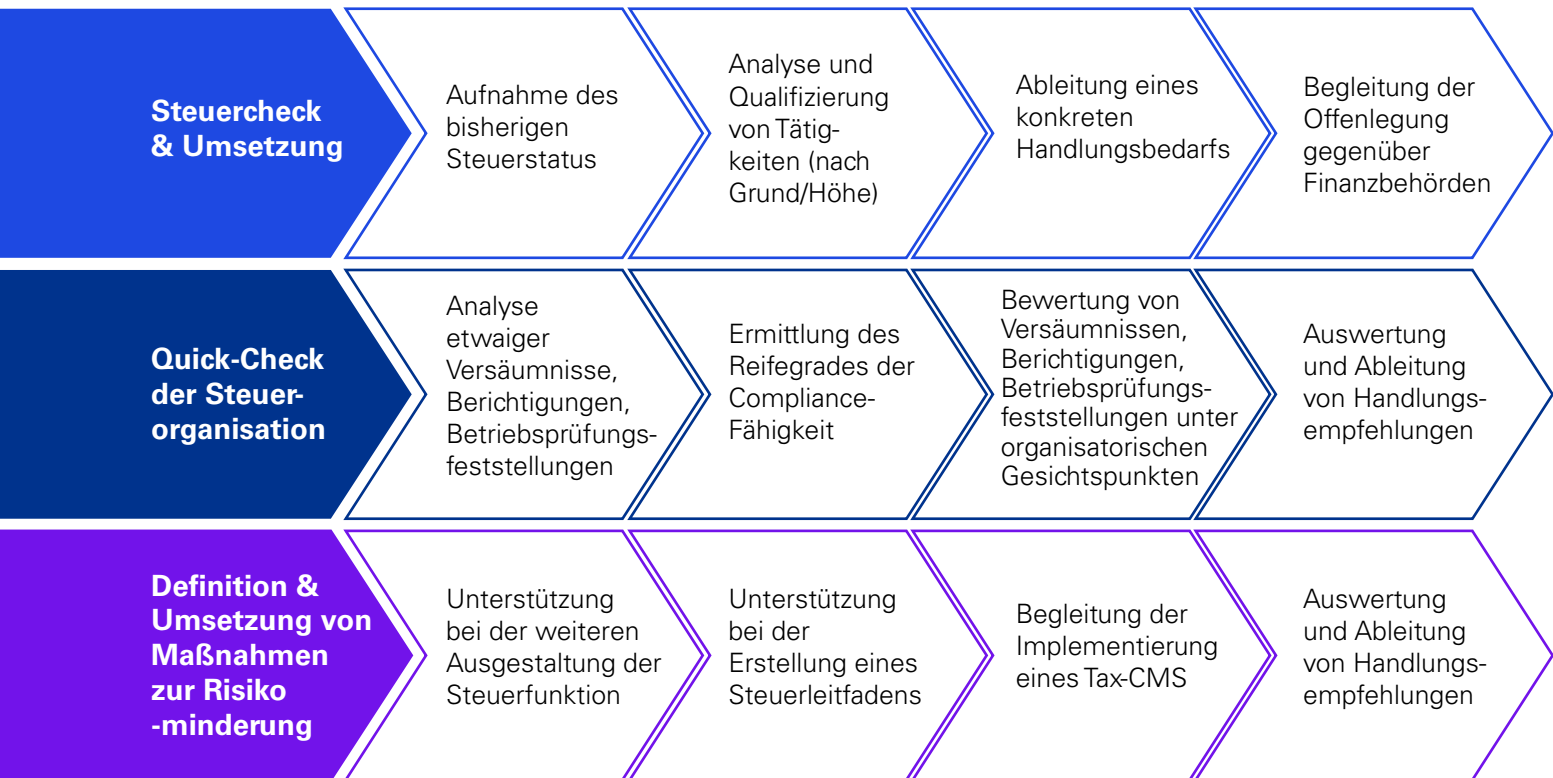 Steuercheck
& Umsetzung
Aufnahme des
bisherigen
Steuerstatus
Analyse und
Qualifizierung
von Tätig-
keiten (nach
Grund/Höhe)
Ableitung eines
konkreten
Handlungsbedarfs
Begleitung der
Offenlegung
gegenüber
Finanzbehörden
Quick-Check
der Steuer-
organisation
Analyse
etwaiger
Versäumnisse,
Berichtigungen,
Betriebsprüfungs-
feststellungen
Ermittlung des
Reifegrades der
Compliance-
Fähigkeit
Bewertung von
Versäumnissen,
Berichtigungen,
Betriebsprüfungs-
feststellungen unter
organisatorischen
Gesichtspunkten
Auswertung
und Ableitung
von Handlungs-
empfehlungen
Definition &
Umsetzung von
Maßnahmen
zur Risiko
-minderung
Unterstützung
bei der weiteren
Ausgestaltung der
Steuerfunktion
Unterstützung
bei der
Erstellung eines
Steuerleitfadens
Begleitung der
Implementierung
eines Tax-CMS
Auswertung
und Ableitung
von Handlungs-
empfehlungen